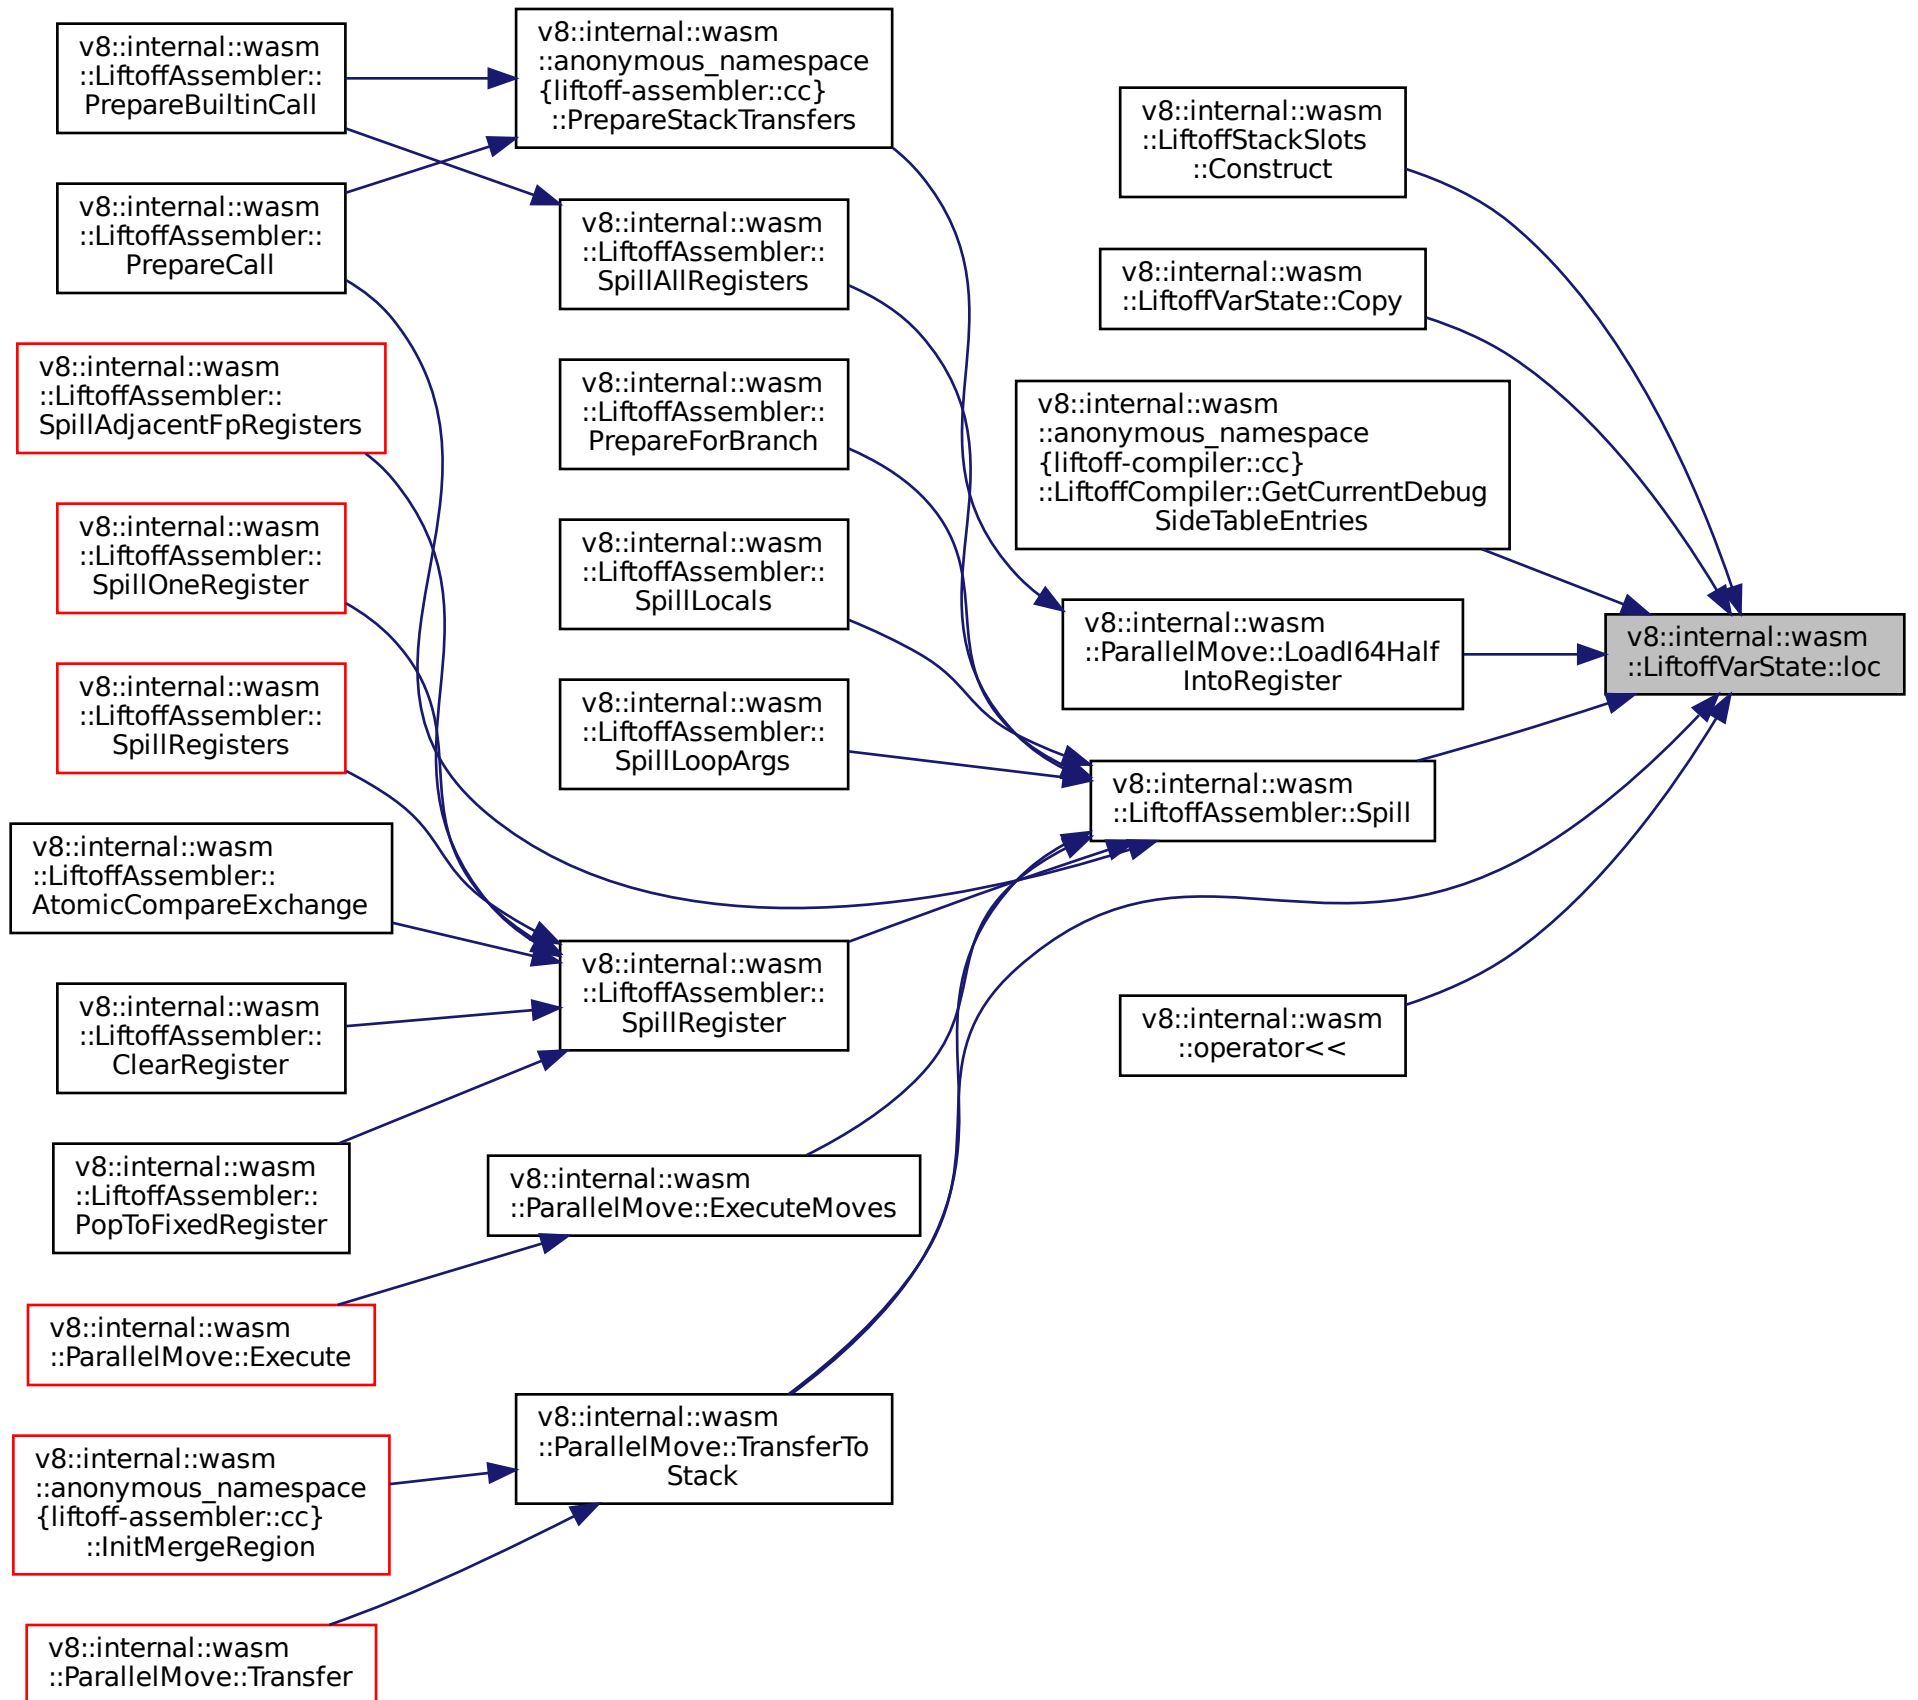 v8::internal::wasm
::LiftoffAssembler::
PrepareBuiltinCall
v8::internal::wasm
::LiftoffAssembler::
PrepareCall
v8::internal::wasm
::LiftoffAssembler::
SpillAdjacentFpRegisters
v8::internal::wasm
::LiftoffAssembler::
SpillOneRegister
v8::internal::wasm
::LiftoffAssembler::
SpillRegisters
v8::internal::wasm
::LiftoffAssembler::
AtomicCompareExchange
v8::internal::wasm
::LiftoffAssembler::
ClearRegister
v8::internal::wasm
::LiftoffAssembler::
PopToFixedRegister
v8::internal::wasm
::ParallelMove::Execute
v8::internal::wasm
::anonymous_namespace
{liftoff-assembler::cc}
::InitMergeRegion
v8::internal::wasm
::ParallelMove::Transfer
v8::internal::wasm
::anonymous_namespace
{liftoff-assembler::cc}
::PrepareStackTransfers
v8::internal::wasm
::LiftoffAssembler::
SpillAllRegisters
v8::internal::wasm
::LiftoffAssembler::
PrepareForBranch
v8::internal::wasm
::LiftoffAssembler::
SpillLocals
v8::internal::wasm
::LiftoffAssembler::
SpillLoopArgs
v8::internal::wasm
::LiftoffAssembler::
SpillRegister
v8::internal::wasm
::ParallelMove::ExecuteMoves
v8::internal::wasm
::ParallelMove::TransferTo
Stack
v8::internal::wasm
::LiftoffStackSlots
::Construct
v8::internal::wasm
::LiftoffVarState::Copy
v8::internal::wasm
::anonymous_namespace
{liftoff-compiler::cc}
::LiftoffCompiler::GetCurrentDebug
SideTableEntries
v8::internal::wasm
::ParallelMove::LoadI64Half
IntoRegister
v8::internal::wasm
::LiftoffAssembler::Spill
v8::internal::wasm
::operator<<
v8::internal::wasm
::LiftoffVarState::loc